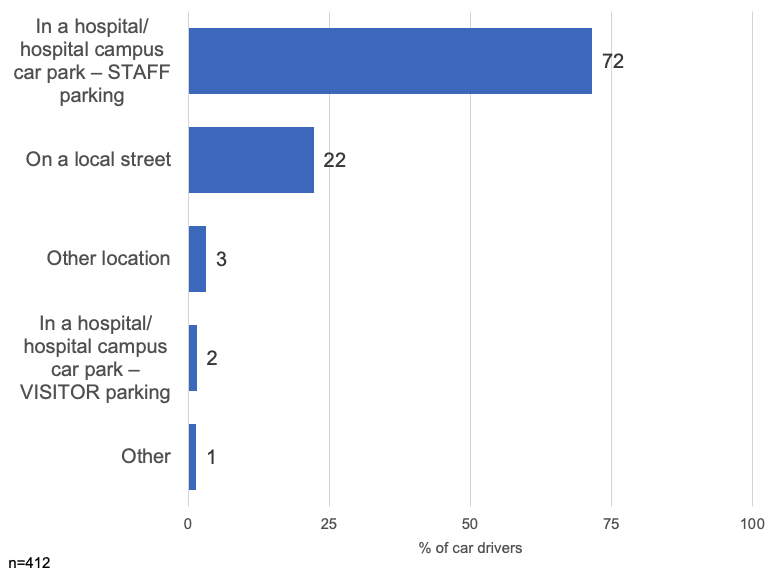 In a hospital/
hospital campus
car park – STAFF
parking
72
On a local street
22
Other location
3
In a hospital/
hospital campus
car park –
VISITOR parking
2
Other
1
0 25 50 75 100
% of car drivers
n=412